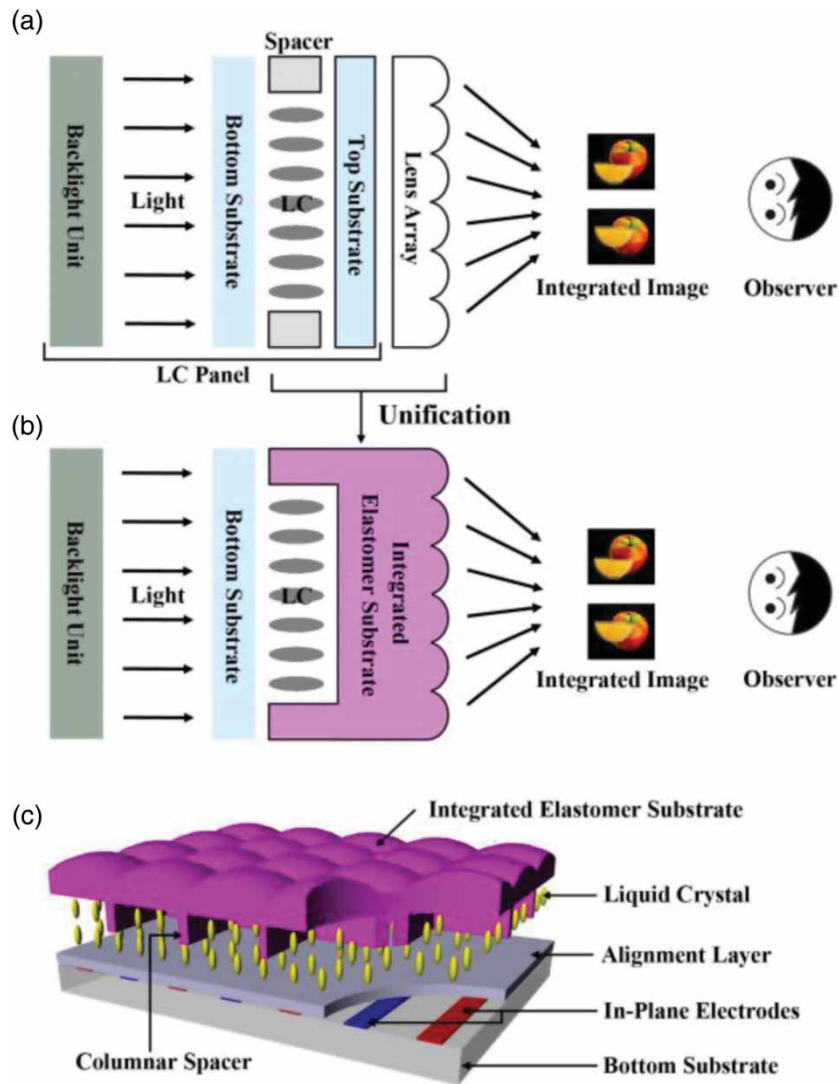 (a)
Spacer
Backlight Unit
Light
Bottom Substrate
LC
Top Substrate
Lens Array
Integrated Image
Observer
LC Panel
Unification
(b)
Backlight Unit
Light
Bottom Substrate
LC
Integrated
Elastomer Substrate
Integrated Image
Observer
(c)
Integrated Elastomer Substrate
Liquid Crystal
Alignment Layer
In-Plane Electrodes
Columnar Spacer
Bottom Substrate